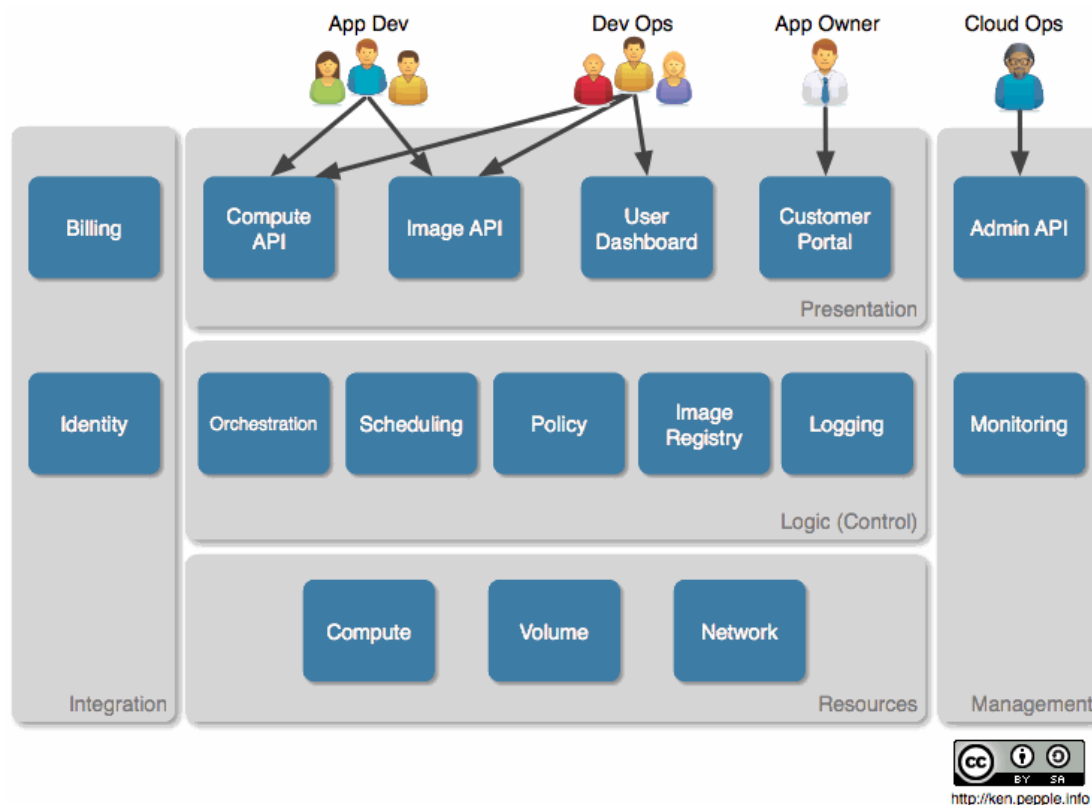 App Dev
Dev Ops
App Owner
Cloud Ops
Billing
Compute
API
Image API
User
Dashboard
Customer
Portal
Admin API
Presentation
Identity
Orchestration
Scheduling
Policy
Image
Registry
Logging
Monitoring
Logic (Control)
Compute
Volume
Network
Integration
Resources
Management
cc
BY SA
http://ken.pepple.info